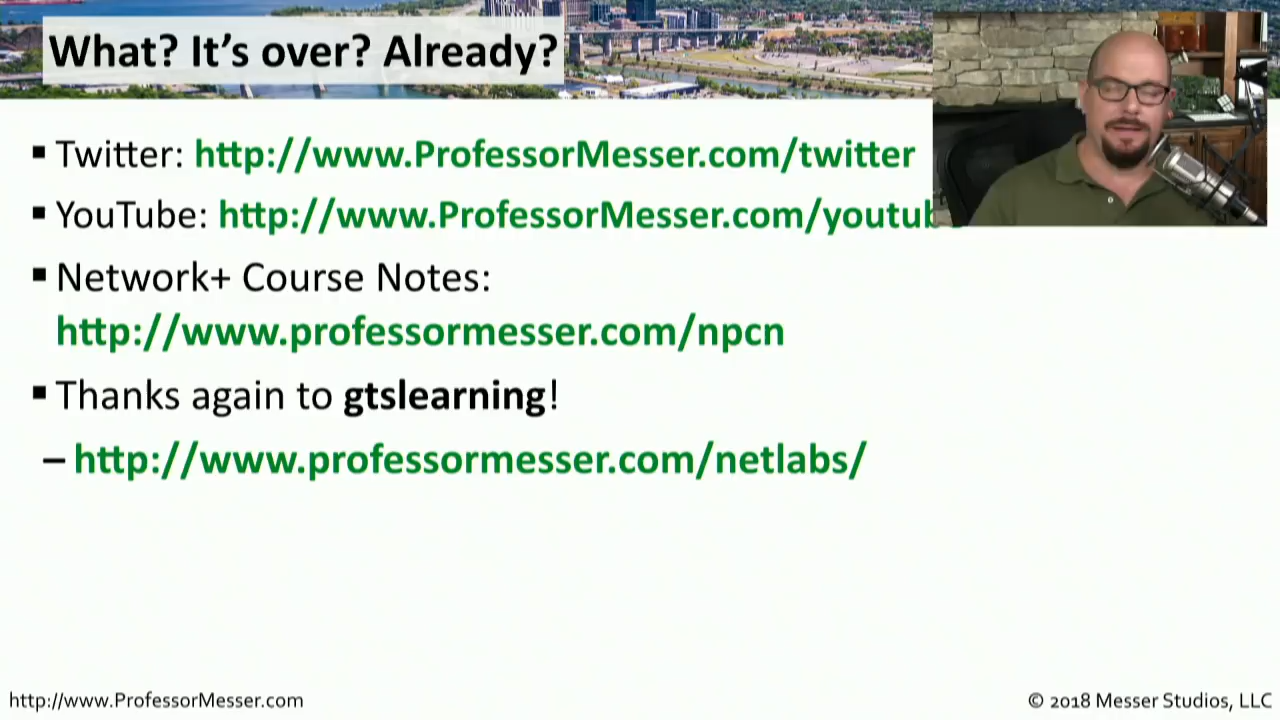 What? It's over? Already?
▪ Twitter: http://www.ProfessorMesser.com/twitter
▪ YouTube: http://www.ProfessorMesser.com/youtub
▪ Network+ Course Notes:
http://www.professormesser.com/npcn
▪ Thanks again to gtslearning!
– http://www.professormesser.com/netlabs/
http://www.ProfessorMesser.com
© 2018 Messer Studios, LLC